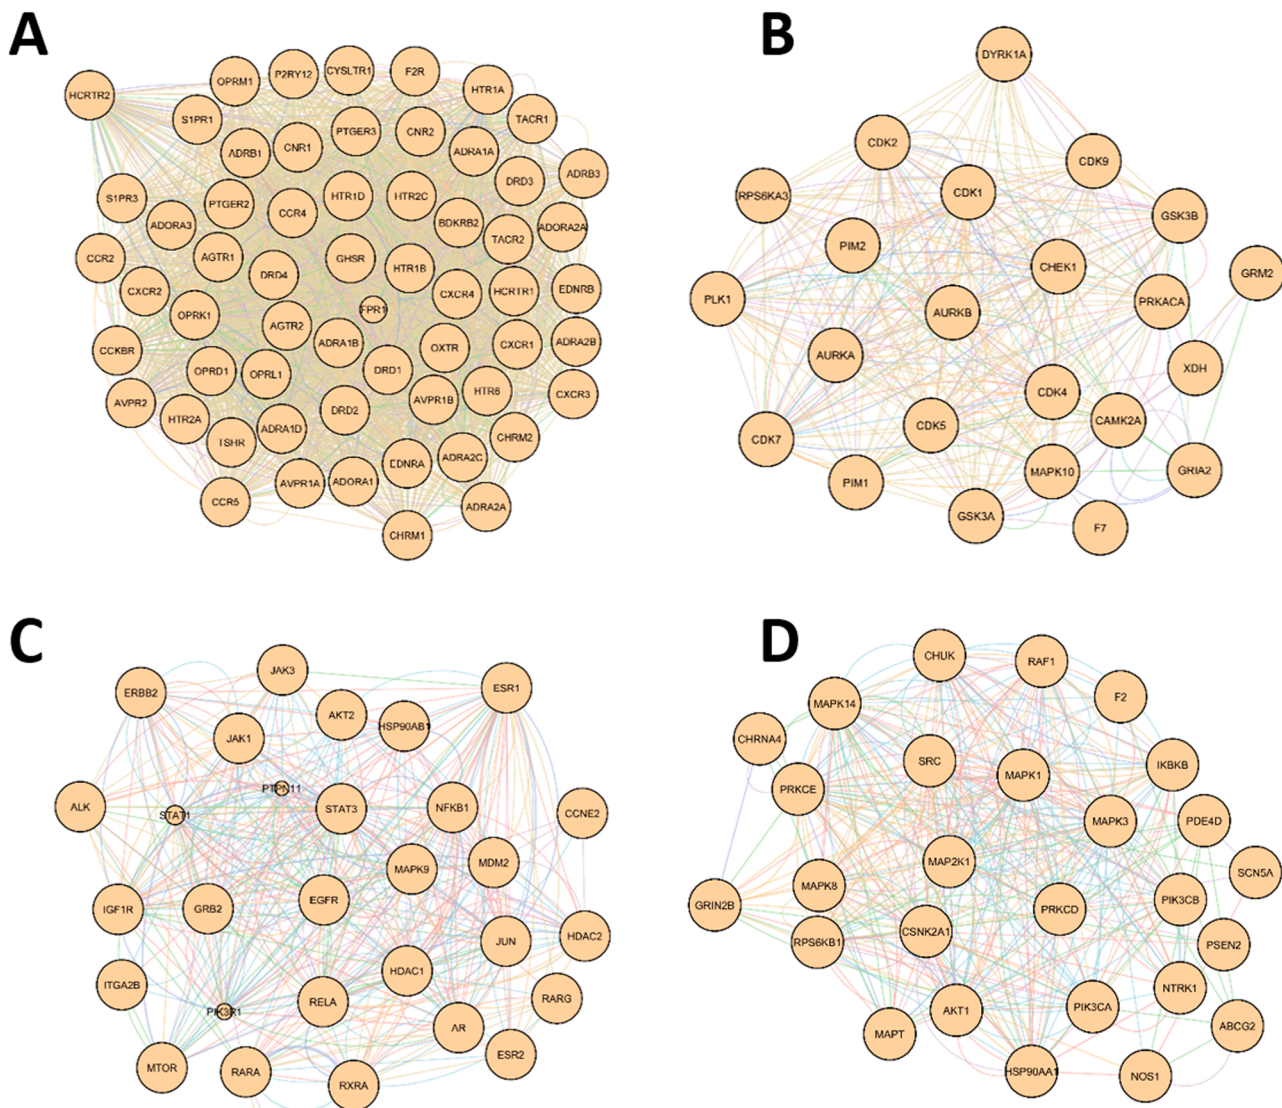 A
HCRTR2
OPRM1
P2RY12
CYSLTR1
F2R
HTR1A
S1PR1
TACR1
ADRB1
CNR1
PTGER3
CNR2
ADRA1A
DRD3
ADRB3
S1PR3
ADORA3
PTGER2
CCR4
HTR1D
HTR2C
BDKRB2
TACR2
ADORA2A
CCR2
AGTR1
DRD4
GHSR
HTR1B
CXCR2
CXCR4
HCRTR1
EDNRB
OPRK1
AGTR2
FPR1
CCKBR
ADRA1B
OXTR
CXCR1
ADRA2B
OPRD1
OPRL1
DRD1
AVPR2
HTR2A
DRD2
AVPR1B
HTR6
CXCR3
TSHR
ADRA1D
CHRM2
EDNRA
ADRA2C
CCR5
AVPR1A
ADORA1
ADRA2A
CHRM1
B
DYRK1A
CDK2
CDK9
RPS6KA3
CDK1
GSK3B
PIM2
CHEK1
GRM2
PLK1
AURKB
PRKACA
AURKA
XDH
CDK4
CDK7
CDK5
CAMK2A
PIM1
MAPK10
GRIA2
GSK3A
F7
C
ERBB2
JAK3
ESR1
AKT2
HSP90AB1
JAK1
PTPN11
ALK
STAT1
STAT3
NFKB1
CCNE2
MAPK9
MDM2
IGF1R
GRB2
EGFR
JUN
HDAC2
ITGA2B
HDAC1
PIK3R1
RELA
RARG
AR
ESR2
MTOR
RARA
RXRA
D
CHUK
RAF1
MAPK14
F2
CHRNA4
SRC
MAPK1
IKBKB
PRKCE
MAPK3
PDE4D
MAP2K1
SCN5A
MAPK8
GRIN2B
PRKCD
PIK3CB
RPS6KB1
CSNK2A1
PSEN2
NTRK1
AKT1
PIK3CA
MAPT
ABCG2
HSP90AA1
NOS1